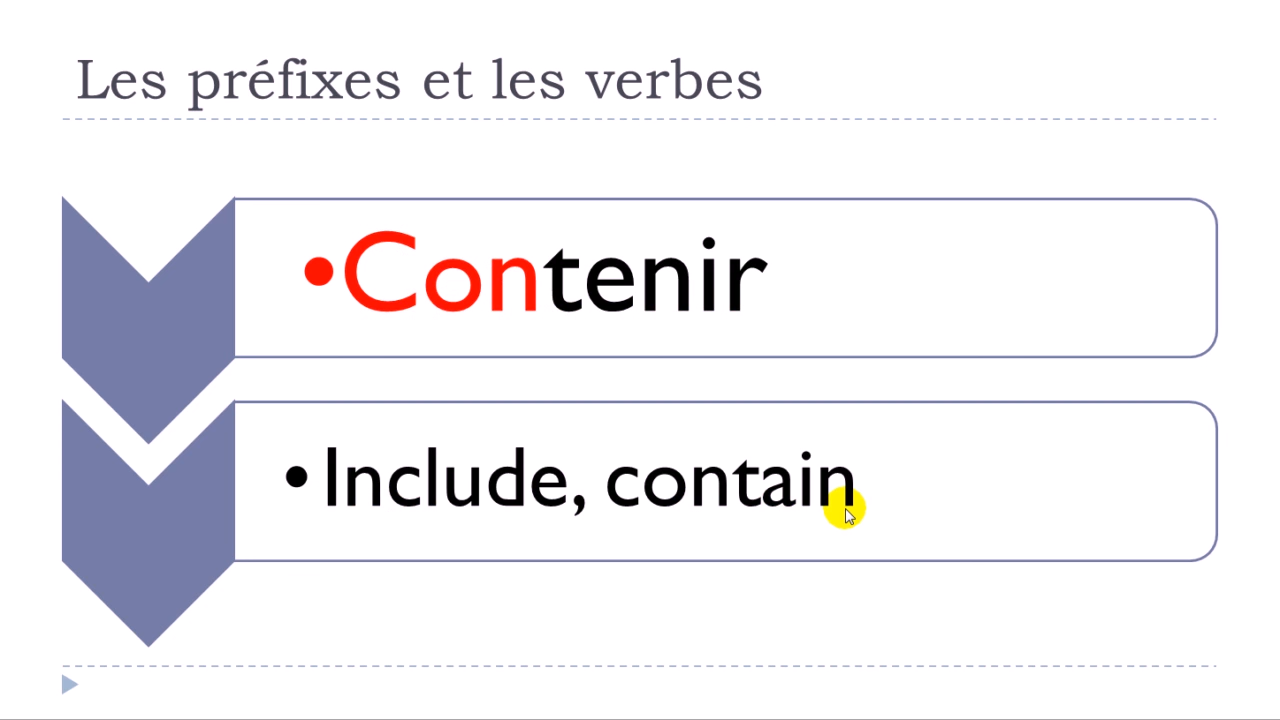 Les préfixes et les verbes
•Contenir
•Include, contain